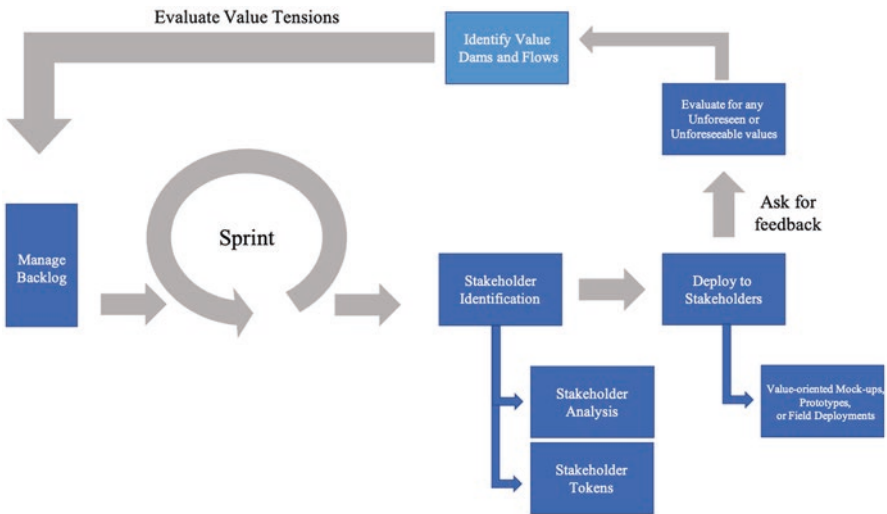 Evaluate Value Tensions
Identify Value
Dams and Flows
Evaluate for any
Unforeseen or
Unforeseeable values
Ask for
feedback
Manage
Backlog
Sprint
Stakeholder
Identification
Deploy to
Stakeholders
Stakeholder
Analysis
Stakeholder
Tokens
Value-oriented Mock-ups,
Prototypes,
or Field Deployments